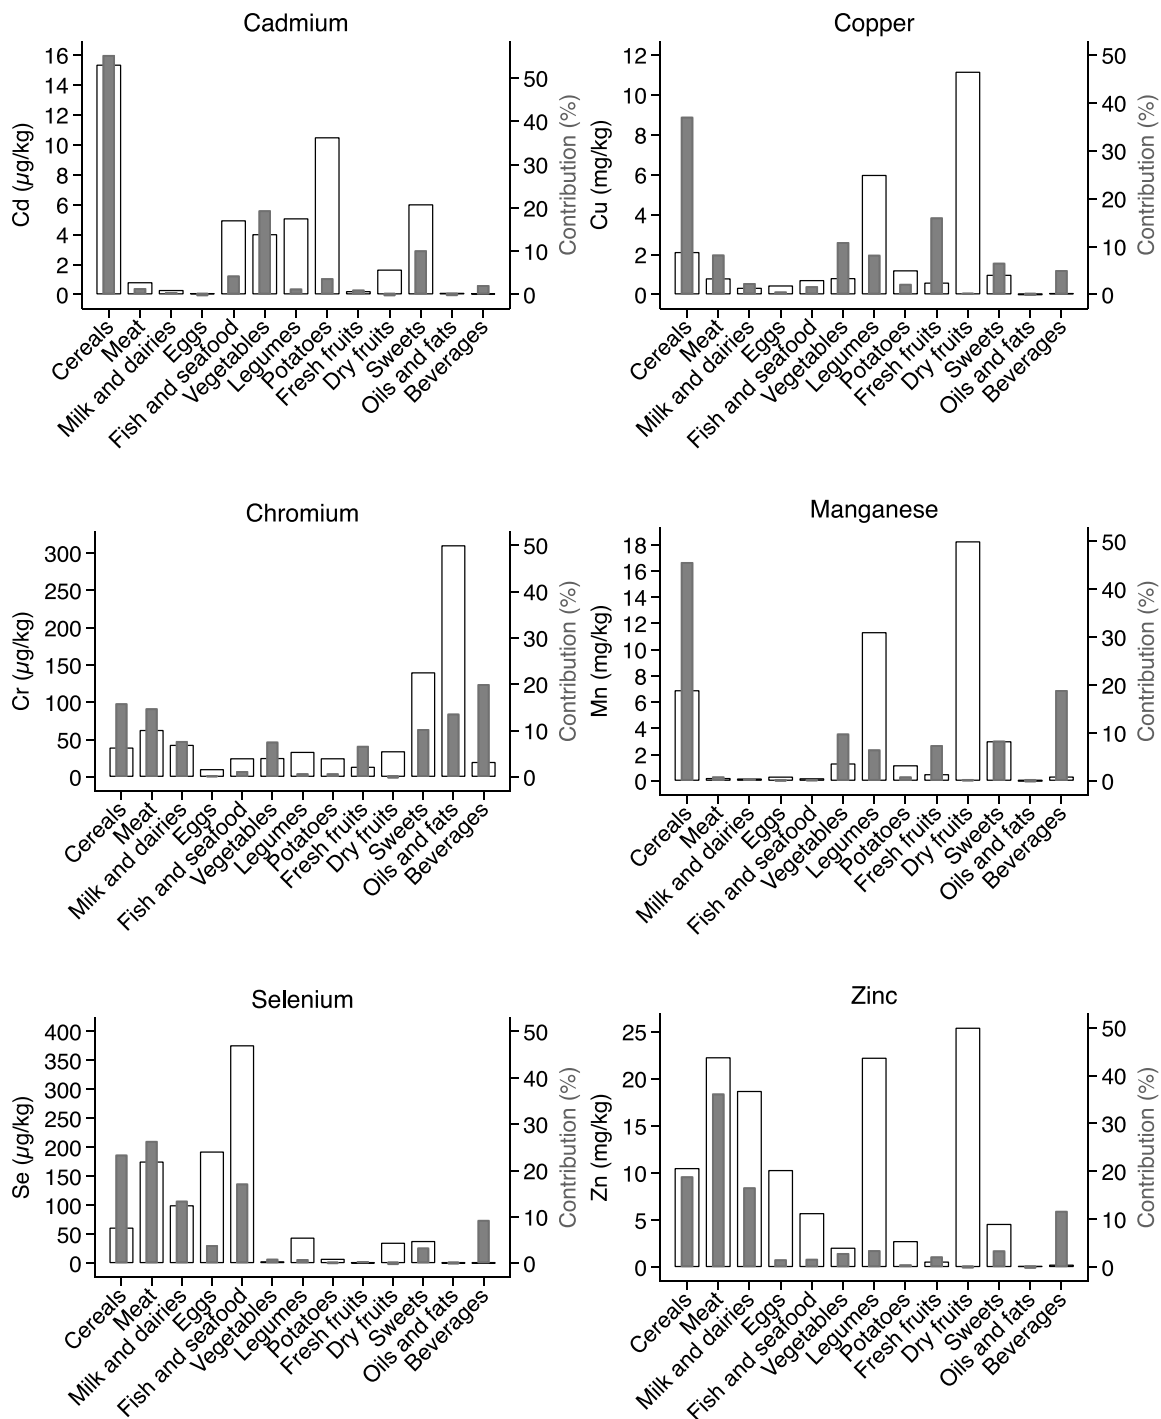 Cadmium
16
14
12
10
8
6
4
2
0
Cd (µg/kg)
50
40
30
20
10
0
Contribution (%)
Cereals
Meat
Milk and dairies
Eggs
Fish and seafood
Vegetables
Legumes
Potatoes
Fresh fruits
Dry fruits
Sweets
Oils and fats
Beverages
Copper
12
10
8
6
4
2
0
Cu (mg/kg)
50
40
30
20
10
0
Contribution (%)
Cereals
Meat
Milk and dairies
Eggs
Fish and seafood
Vegetables
Legumes
Potatoes
Fresh fruits
Dry fruits
Sweets
Oils and fats
Beverages
Chromium
300
250
200
150
100
50
0
Cr (µg/kg)
50
40
30
20
10
0
Contribution (%)
Cereals
Meat
Milk and dairies
Eggs
Fish and seafood
Vegetables
Legumes
Potatoes
Fresh fruits
Dry fruits
Sweets
Oils and fats
Beverages
Manganese
18
16
14
12
10
8
6
4
2
0
Mn (mg/kg)
50
40
30
20
10
0
Contribution (%)
Cereals
Meat
Milk and dairies
Eggs
Fish and seafood
Vegetables
Legumes
Potatoes
Fresh fruits
Dry fruits
Sweets
Oils and fats
Beverages
Selenium
400
350
300
250
200
150
100
50
0
Se (µg/kg)
50
40
30
20
10
0
Contribution (%)
Cereals
Meat
Milk and dairies
Eggs
Fish and seafood
Vegetables
Legumes
Potatoes
Fresh fruits
Dry fruits
Sweets
Oils and fats
Beverages
Zinc
25
20
15
10
5
0
Zn (mg/kg)
50
40
30
20
10
0
Contribution (%)
Cereals
Meat
Milk and dairies
Eggs
Fish and seafood
Vegetables
Legumes
Potatoes
Fresh fruits
Dry fruits
Sweets
Oils and fats
Beverages